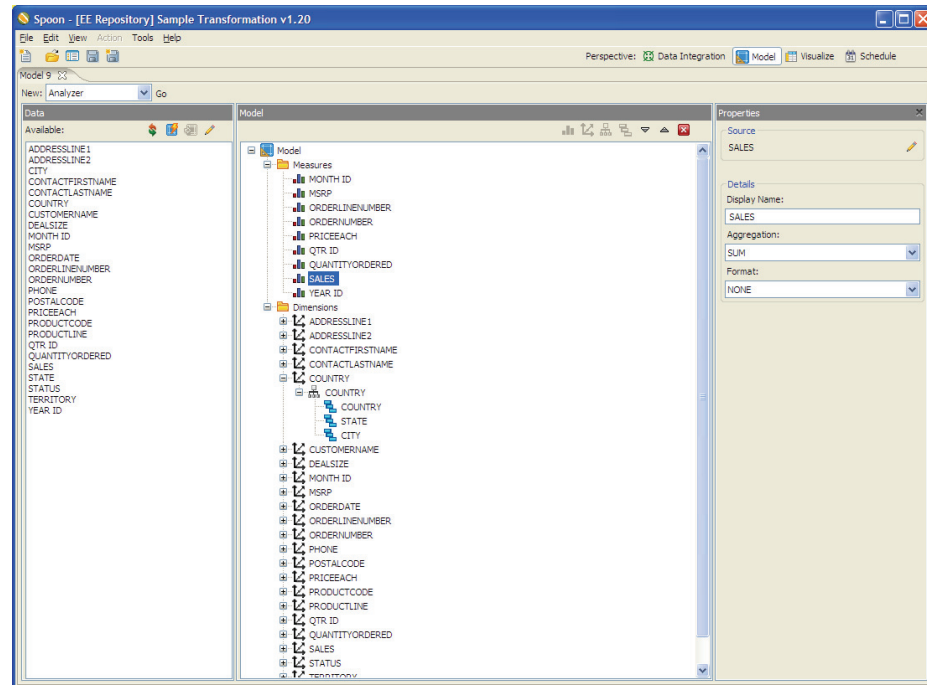 Spoon - [EE Repository] Sample Transformation v1.20
File Edit View Action Tools Help
Perspective: Data Integration Model Visualize Schedule
Model 9
New: Analyzer Go
Data
Available:
ADDRESSLINE1
ADDRESSLINE2
CITY
CONTACTFIRSTNAME
CONTACTLASTNAME
COUNTRY
CUSTOMERNAME
DEALSIZE
MONTH ID
MSRP
ORDERDATE
ORDERLINENUMBER
ORDERNUMBER
PHONE
POSTALCODE
PRICEEACH
PRODUCTCODE
PRODUCTLINE
QTR ID
QUANTITYORDERED
SALES
STATE
STATUS
TERRITORY
YEAR ID
Model
Model
Measures
MONTH ID
MSRP
ORDERLINENUMBER
ORDERNUMBER
PRICEEACH
QTR ID
QUANTITYORDERED
SALES
YEAR ID
Dimensions
ADDRESSLINE1
ADDRESSLINE2
CONTACTFIRSTNAME
CONTACTLASTNAME
COUNTRY
COUNTRY
COUNTRY
STATE
CITY
CUSTOMERNAME
DEALSIZE
MONTH ID
MSRP
ORDERDATE
ORDERLINENUMBER
ORDERNUMBER
PHONE
POSTALCODE
PRICEEACH
PRODUCTCODE
PRODUCTLINE
QTR ID
QUANTITYORDERED
SALES
STATUS
TERRITORY
Properties
Source
SALES
Details
Display Name:
SALES
Aggregation:
SUM
Format:
NONE